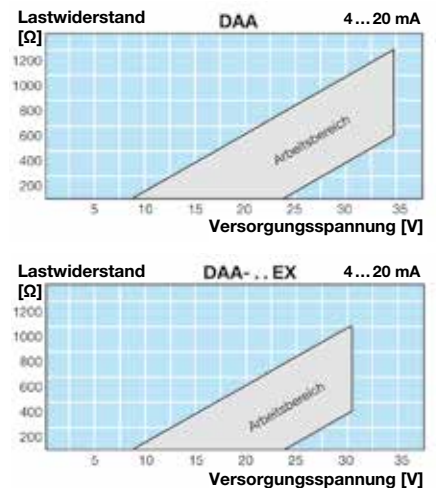 Lastwiderstand DAA 4…20 mA
[Ω]
1200
1000
800
600
400
200
Arbeitsbereich
5 10 15 20 25 30 35
Versorgungsspannung [V]
Lastwiderstand DAA- . . EX 4…20 mA
[Ω]
1200
1000
800
600
400
200
Arbeitsbereich
5 10 15 20 25 30 35
Versorgungsspannung [V]